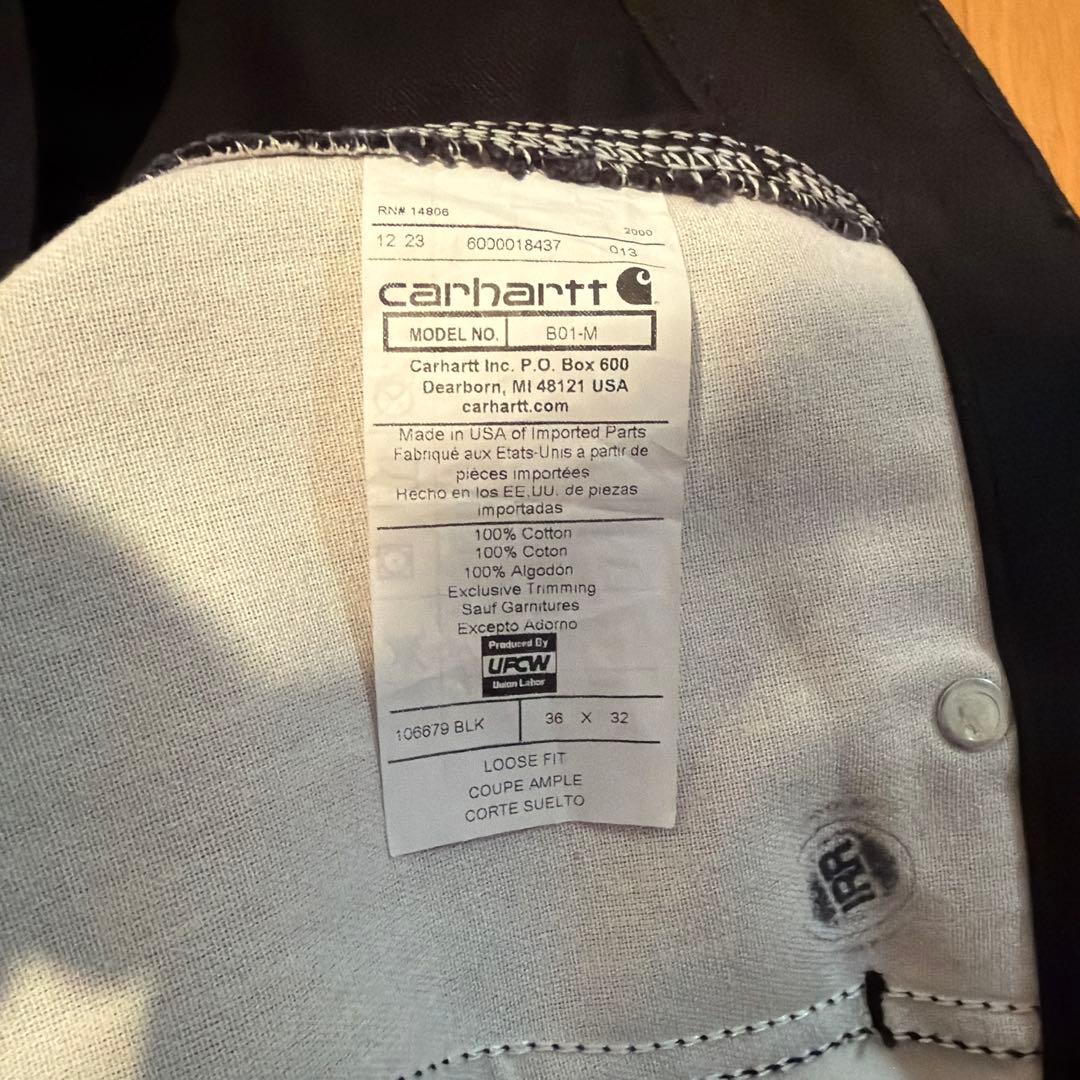 RN# 14806
2000
12 23 6000018437 013
carhartt
MODEL NO. B01-M
Carhartt Inc. P.O. Box 600
Dearborn, MI 48121 USA
carhartt.com
Made in USA of Imported Parts
Fabriqué aux Etats-Unis a partir de
pièces importées
Hecho en los EE.UU. de piezas
importadas
100% Cotton
100% Coton
100% Algodón
Exclusive Trimming
Sauf Garnitures
Excepto Adorno
Produced By
UFCW
Union Labor
106679 BLK 36 X 32
LOOSE FIT
COUPE AMPLE
CORTE SUELTO
IRR